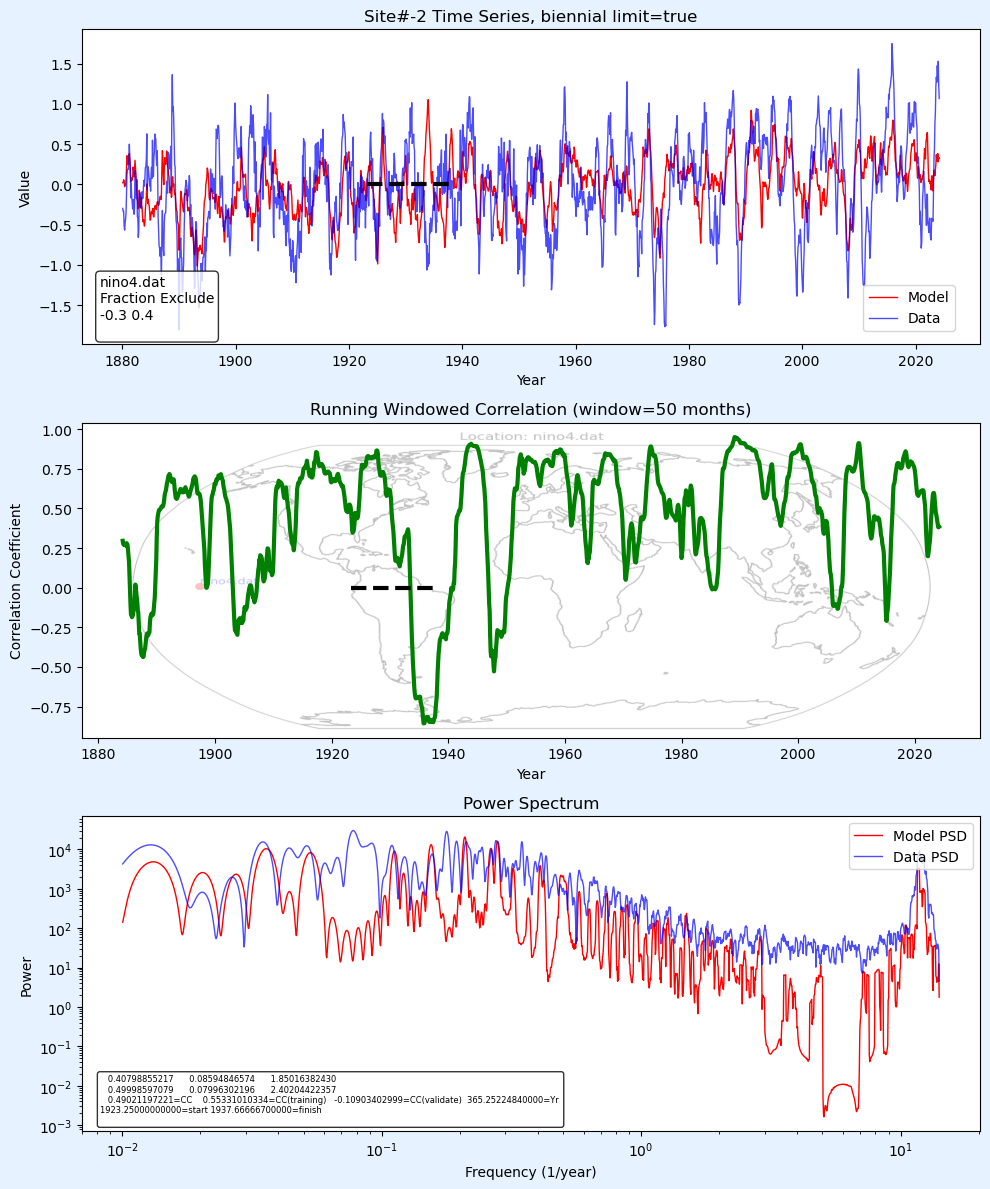 Site#-2 Time Series, biennial limit=true
Value
1.5
1.0
0.5
0.0
−0.5
−1.0
−1.5
nino4.dat
Fraction Exclude
-0.3 0.4
Model
Data
1880 1900 1920 1940 1960 1980 2000 2020
Year
Running Windowed Correlation (window=50 months)
Location: nino4.dat
Correlation Coefficient
1.00
0.75
0.50
0.25
0.00
−0.25
−0.50
−0.75
1880 1900 1920 1940 1960 1980 2000 2020
Year
Power Spectrum
Model PSD
Data PSD
Power
10^4
10^3
10^2
10^1
10^0
10^−1
10^−2
10^−3
0.40798855217 0.08594846574 1.85016382430
0.49998597079 0.07996302196 2.40204422357
0.49021197221=CC 0.55331010334=CC(training) -0.10903402999=CC(validate) 365.25224840000=Yr
1923.25000000000=start 1937.66666700000=finish
10^−2 10^−1 10^0 10^1
Frequency (1/year)